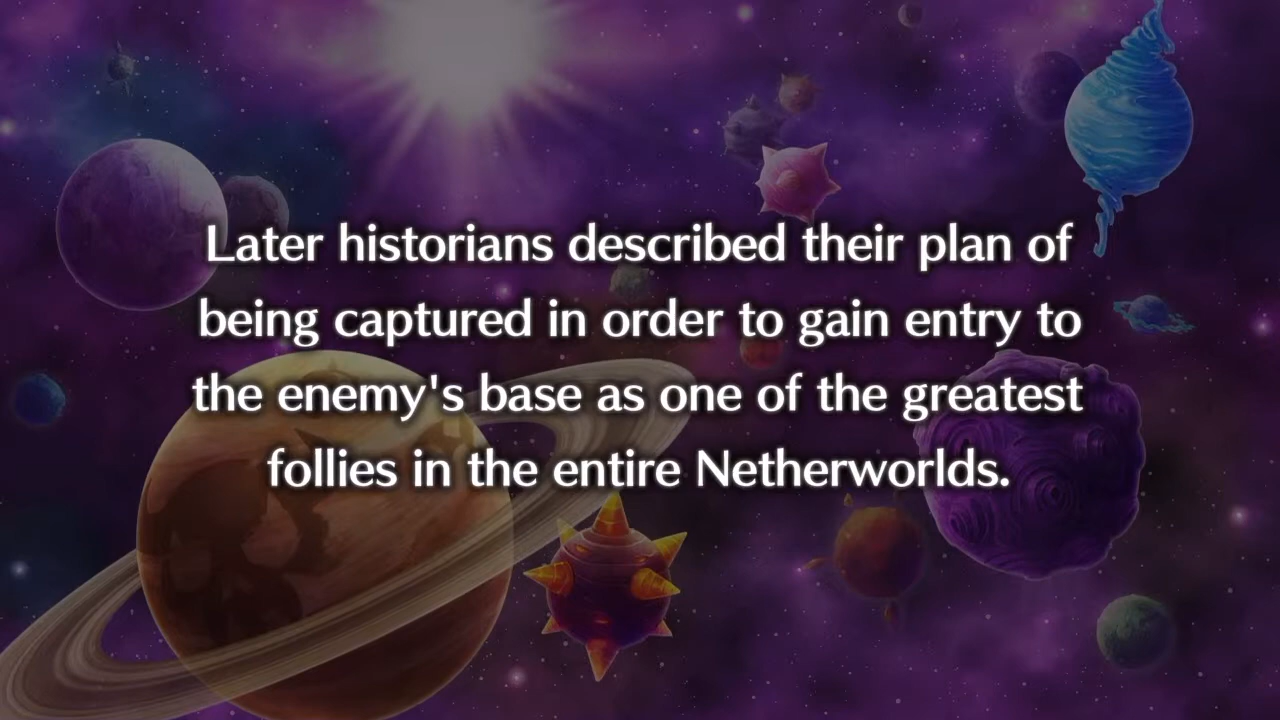 Later historians described their plan of
being captured in order to gain entry to
the enemy's base as one of the greatest
follies in the entire Netherworlds.